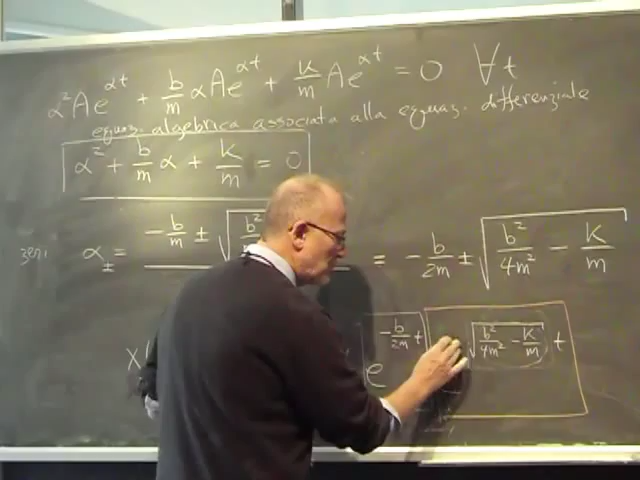 α²Ae^{αt} + b/m αAe^{αt} + K/m Ae^{αt} = 0 ∀t
equaz. algebrica associata alla equaz. differenziale
α² + b/m α + K/m = 0
zeri α± = -b/m ± √b² = -b/2m ± √(b²/4m² - K/m)
x e^{-b/2m t} √(b²/4m² - K/m) t